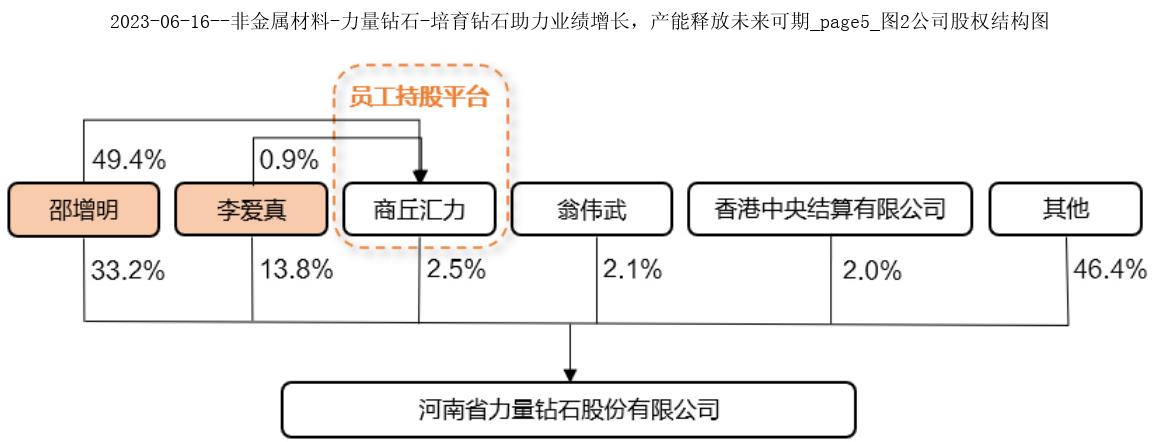 2023-06-16--非金属材料-力量钻石-培育钻石助力业绩增长，产能释放未来可期_page5_图2公司股权结构图
员工持股平台
49.4% 0.9%
邵增明 李爱真 商丘汇力 翁伟武 香港中央结算有限公司 其他
33.2% 13.8% 2.5% 2.1% 2.0% 46.4%
河南省力量钻石股份有限公司